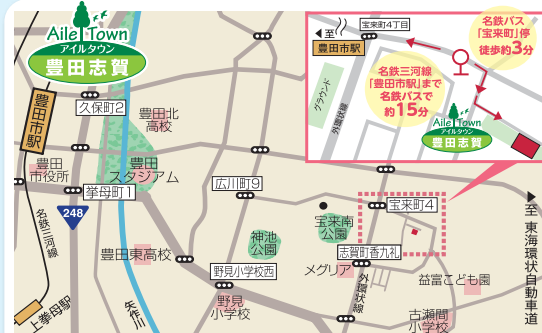 Aile Town
アイルタウン
豊田志賀
久保町2
豊田市駅
豊田北
高校
豊田
市役所
豊田
スタジアム
挙母町1
248
名鉄三河線
上挙母駅
矢作川
豊田東高校
広川町9
神池
公園
野見小学校西
野見
小学校
宝来南
公園
宝来町4
志賀町香九礼
メグリア
外環状線
益富こども園
古瀬間
小学校
至 東海環状自動車道
宝来町4丁目
至
豊田市駅
グラウンド
外環状線
名鉄バス
「宝来町」停
徒歩約3分
名鉄三河線
「豊田市駅」まで
名鉄バスで
約15分
Aile Town
アイルタウン
豊田志賀